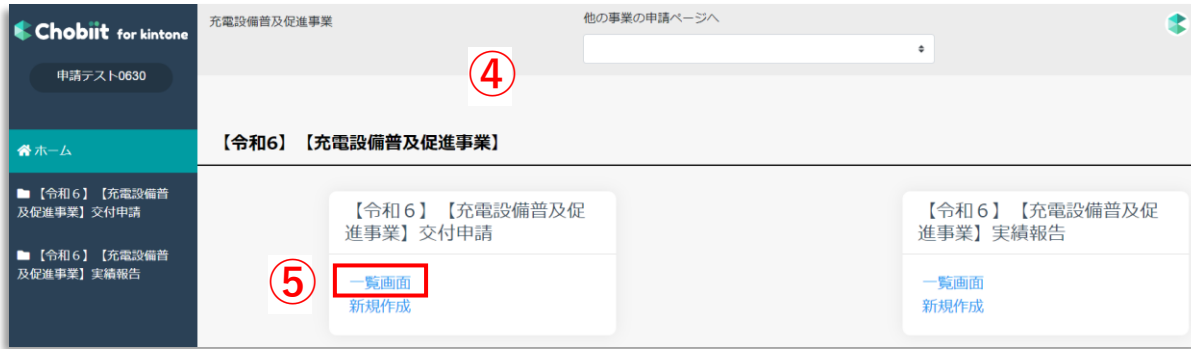 Chobiit for kintone
申請テスト0630
ホーム
【令和６】【充電設備普
及促進事業】交付申請
【令和６】【充電設備普
及促進事業】実績報告
充電設備普及促進事業
他の事業の申請ページへ
④
【令和6】【充電設備普及促進事業】
【令和６】【充電設備普及促
進事業】交付申請
⑤
一覧画面
新規作成
【令和６】【充電設備普及促
進事業】実績報告
一覧画面
新規作成